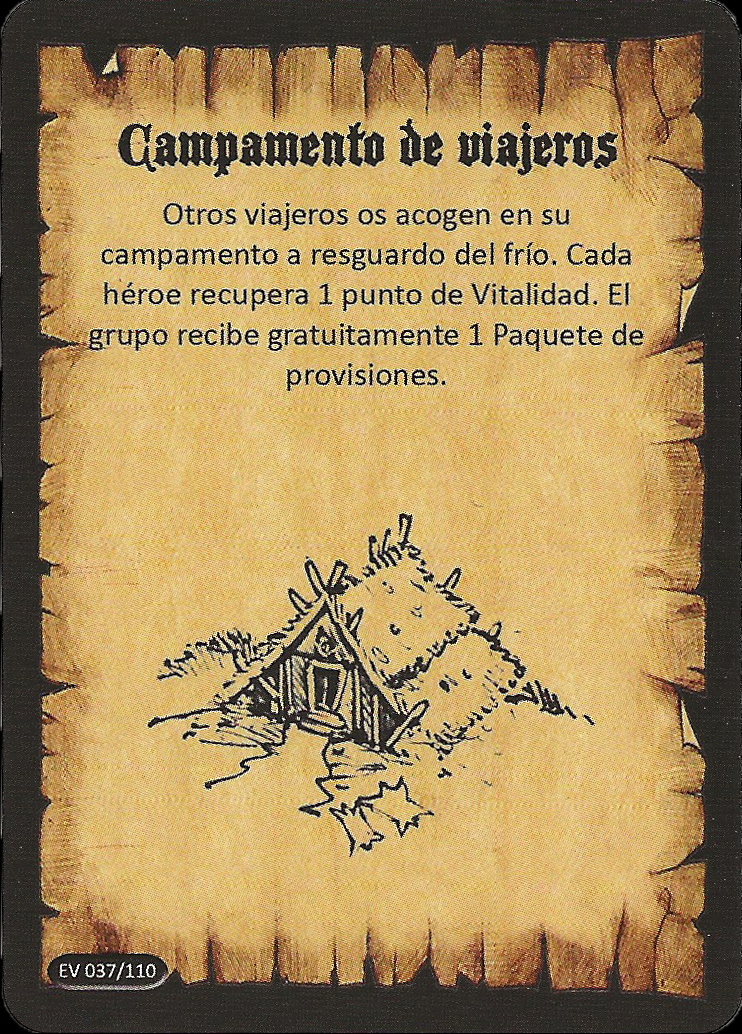 Campamento de viajeros
Otros viajeros os acogen en su
campamento a resguardo del frío. Cada
héroe recupera 1 punto de Vitalidad. El
grupo recibe gratuitamente 1 Paquete de
provisiones.
EV 037/110